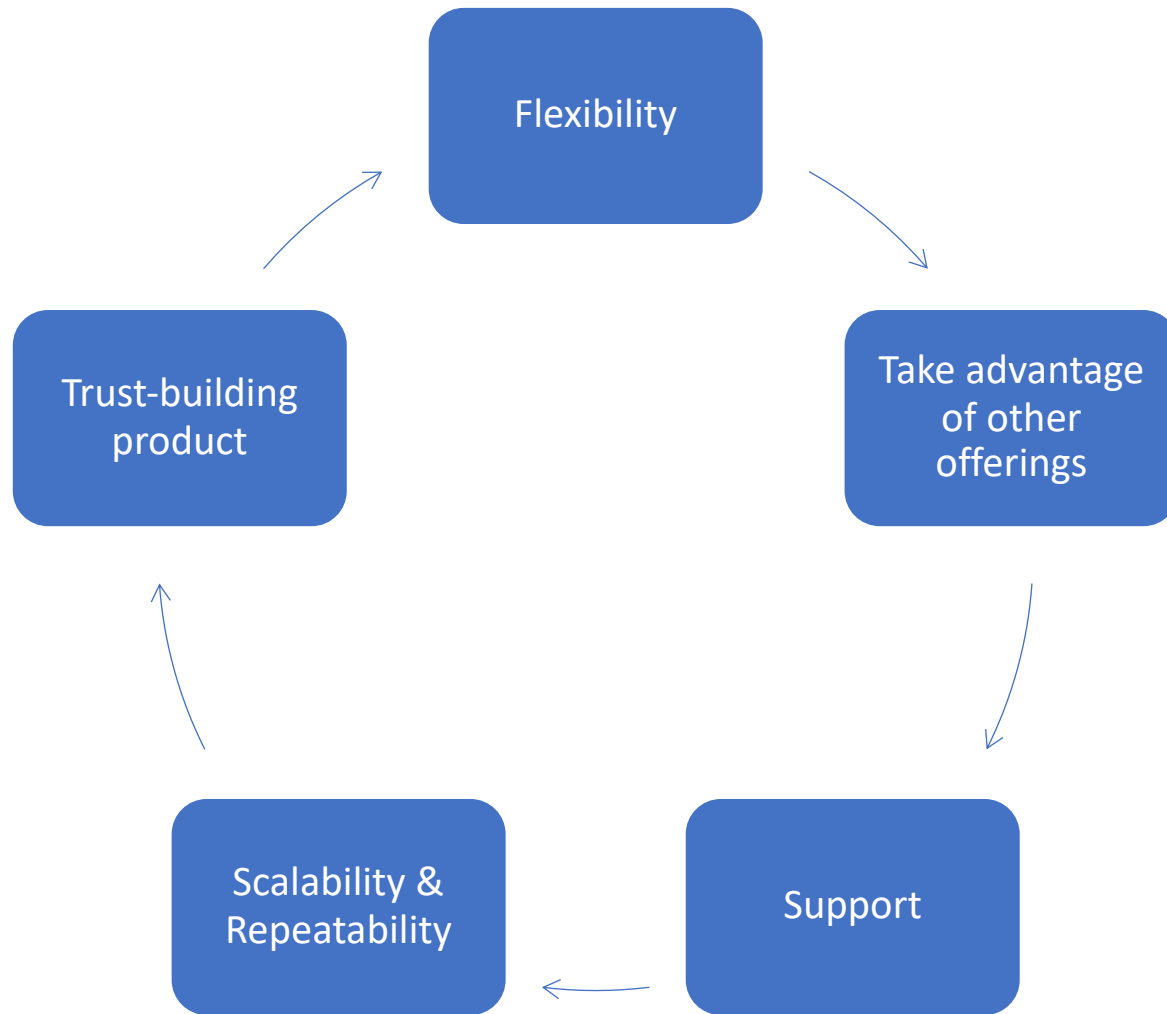 Flexibility
Take advantage
of other
offerings
Support
Scalability &
Repeatability
Trust-building
product